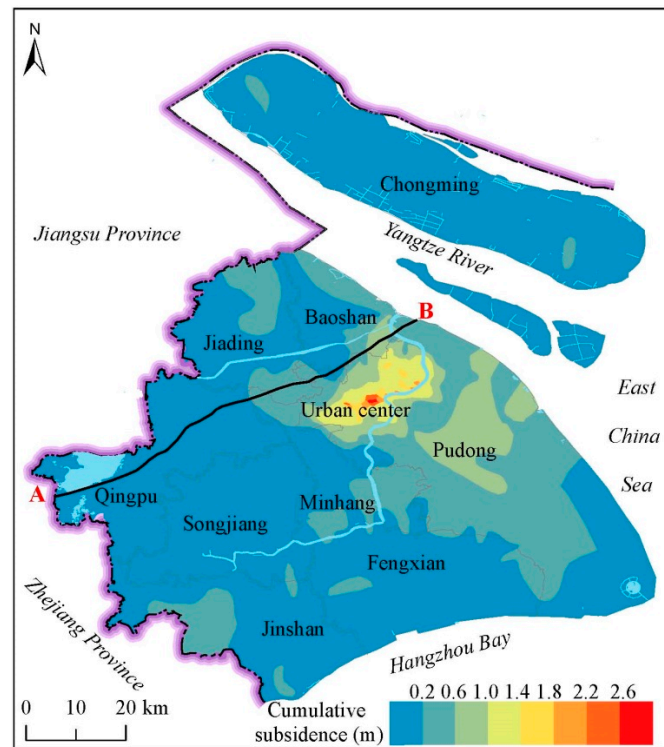 N
Chongming
Jiangsu Province
Yangtze River
Baoshan
B
Jiading
Urban center
East
China
Sea
Pudong
A
Qingpu
Minhang
Songjiang
Fengxian
Zhejiang Province
Jinshan
Hangzhou Bay
0 10 20 km
0.2 0.6 1.0 1.4 1.8 2.2 2.6
Cumulative
subsidence (m)